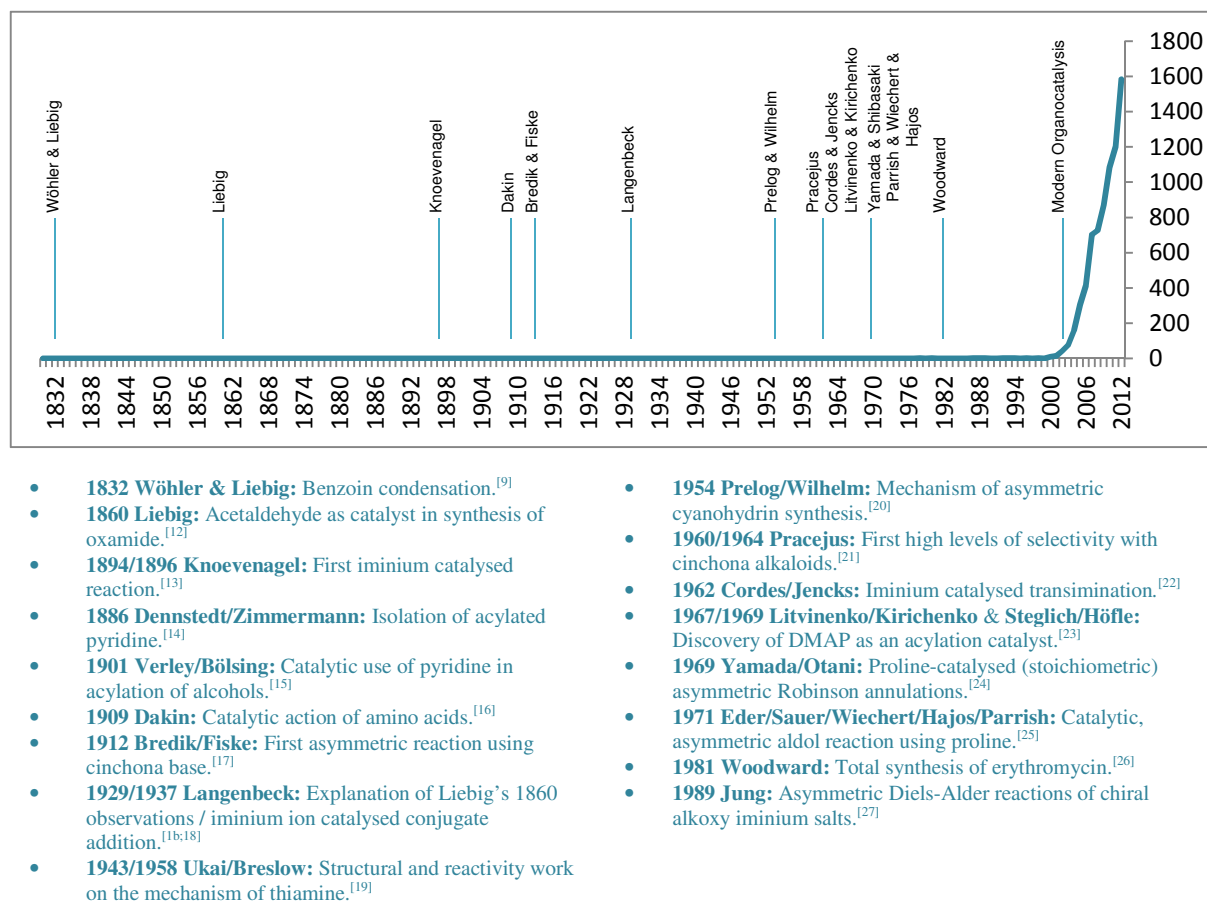 Wöhler & Liebig
Liebig
Knoevenagel
Dakin
Bredik & Fiske
Langenbeck
Prelog & Wilhelm
Pracejus
Cordes & Jencks
Litvinenko & Kirichenko
Yamada & Shibasaki
Parrish & Wiechert &
Hajos
Woodward
Modern Organocatalysis
1800
1600
1400
1200
1000
800
600
400
200
0
1832
1838
1844
1850
1856
1862
1868
1874
1880
1886
1892
1898
1904
1910
1916
1922
1928
1934
1940
1946
1952
1958
1964
1970
1976
1982
1988
1994
2000
2006
2012
• 1832 Wöhler & Liebig: Benzoin condensation.[9]
• 1860 Liebig: Acetaldehyde as catalyst in synthesis of
oxamide.[12]
• 1894/1896 Knoevenagel: First iminium catalysed
reaction.[13]
• 1886 Dennstedt/Zimmermann: Isolation of acylated
pyridine.[14]
• 1901 Verley/Bölsing: Catalytic use of pyridine in
acylation of alcohols.[15]
• 1909 Dakin: Catalytic action of amino acids.[16]
• 1912 Bredik/Fiske: First asymmetric reaction using
cinchona base.[17]
• 1929/1937 Langenbeck: Explanation of Liebig's 1860
observations / iminium ion catalysed conjugate
addition.[1b;18]
• 1943/1958 Ukai/Breslow: Structural and reactivity work
on the mechanism of thiamine.[19]
• 1954 Prelog/Wilhelm: Mechanism of asymmetric
cyanohydrin synthesis.[20]
• 1960/1964 Pracejus: First high levels of selectivity with
cinchona alkaloids.[21]
• 1962 Cordes/Jencks: Iminium catalysed transimination.[22]
• 1967/1969 Litvinenko/Kirichenko & Steglich/Höfle:
Discovery of DMAP as an acylation catalyst.[23]
• 1969 Yamada/Otani: Proline-catalysed (stoichiometric)
asymmetric Robinson annulations.[24]
• 1971 Eder/Sauer/Wiechert/Hajos/Parrish: Catalytic,
asymmetric aldol reaction using proline.[25]
• 1981 Woodward: Total synthesis of erythromycin.[26]
• 1989 Jung: Asymmetric Diels-Alder reactions of chiral
alkoxy iminium salts.[27]